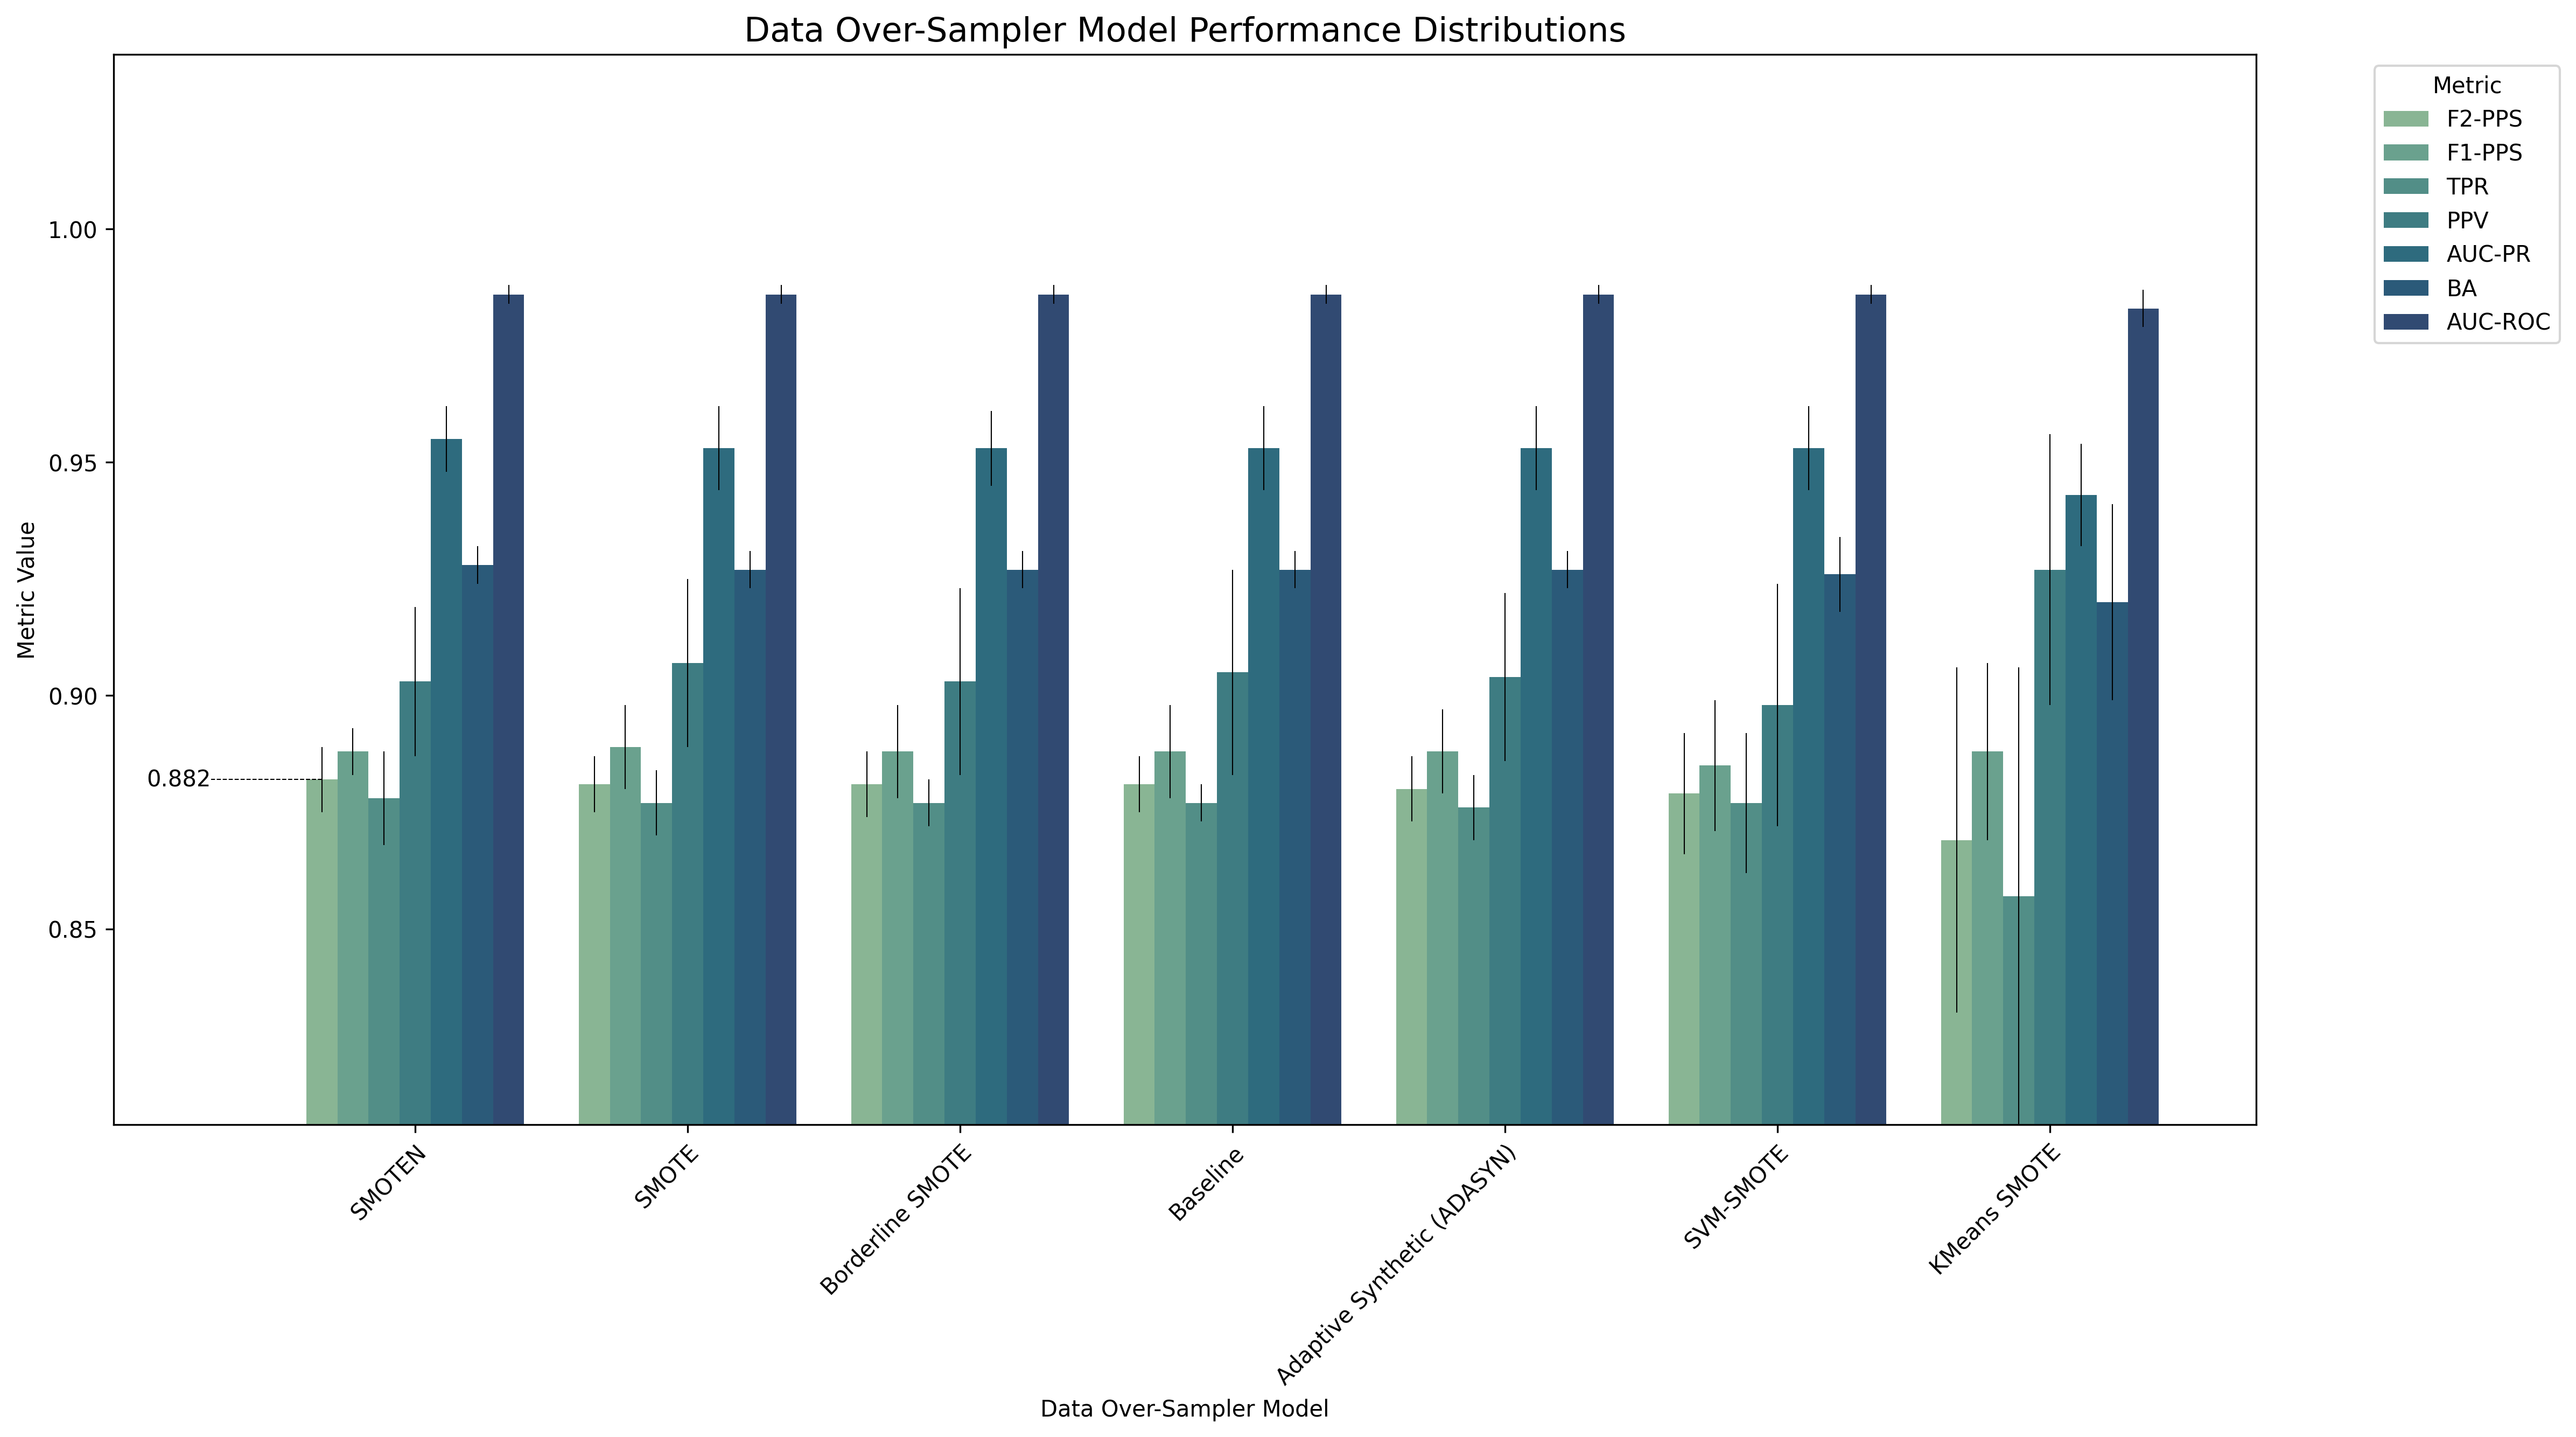 Data Over-Sampler Model Performance Distributions
Metric
F2-PPS
F1-PPS
TPR
PPV
AUC-PR
BA
AUC-ROC
Metric Value
1.00
0.95
0.90
0.85
0.882
SMOTEN
SMOTE
Borderline SMOTE
Baseline
Adaptive Synthetic (ADASYN)
SVM-SMOTE
KMeans SMOTE
Data Over-Sampler Model